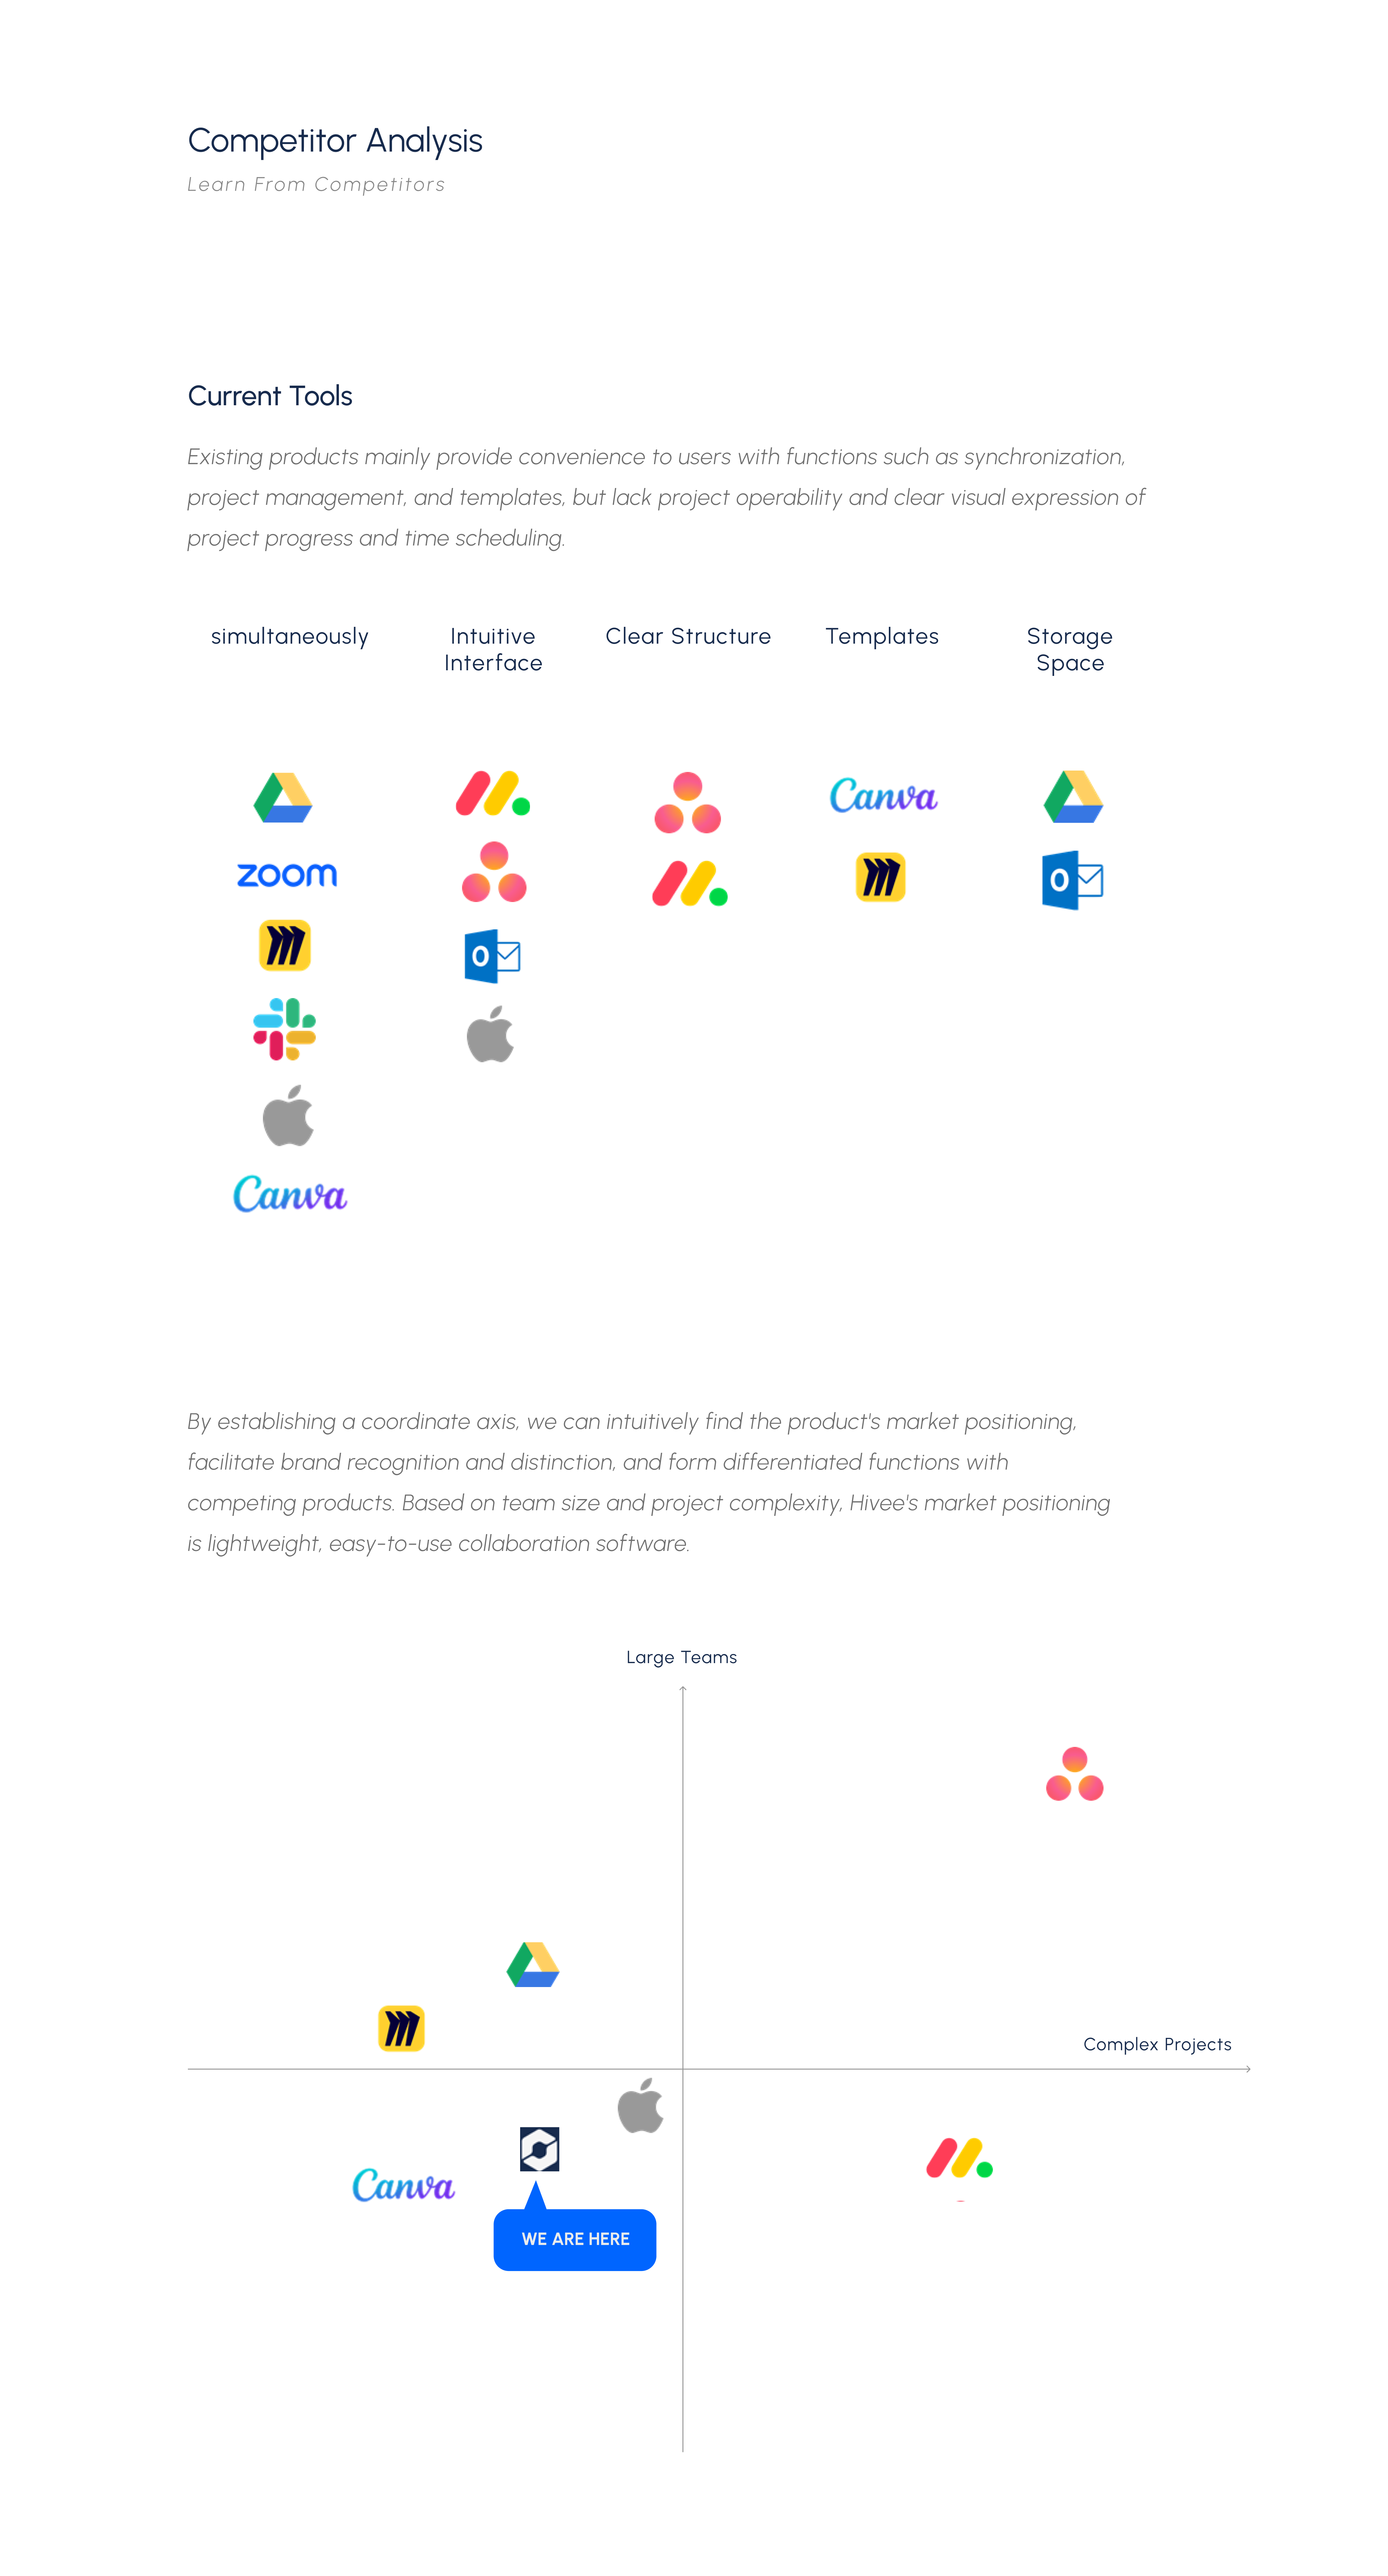 Competitor Analysis
Learn From Competitors
Current Tools
Existing products mainly provide convenience to users with functions such as synchronization,
project management, and templates, but lack project operability and clear visual expression of
project progress and time scheduling.
simultaneously
Intuitive
Interface
Clear Structure
Templates
Storage
Space
Canva
zoom
O
O
Canva
By establishing a coordinate axis, we can intuitively find the product's market positioning,
facilitate brand recognition and distinction, and form differentiated functions with
competing products. Based on team size and project complexity, Hivee's market positioning
is lightweight, easy-to-use collaboration software.
Large Teams
Complex Projects
Canva
WE ARE HERE